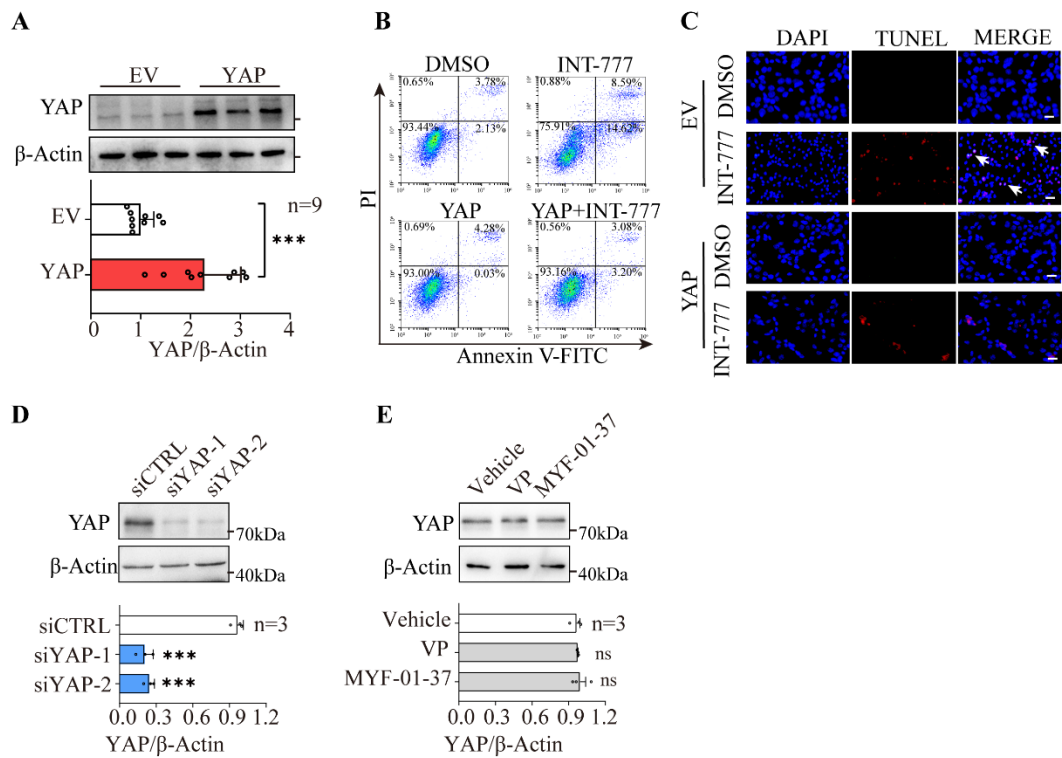 A
EV YAP
YAP
β-Actin
EV
n=9
***
YAP
0 1 2 3 4
YAP/β-Actin
B
DMSO INT-777
0.65% 3.78% 0.88% 8.59%
93.44% 2.13% 75.91% 14.62%
PI
YAP YAP+INT-777
0.69% 4.28% 0.56% 3.08%
93.00% 0.03% 93.16% 3.20%
Annexin V-FITC
C
DAPI TUNEL MERGE
EV
DMSO
INT-777
YAP
DMSO
INT-777
D
siCTRL siYAP-1 siYAP-2
YAP
70kDa
β-Actin
40kDa
siCTRL n=3
siYAP-1 ***
siYAP-2 ***
0.0 0.3 0.6 0.9 1.2
YAP/β-Actin
E
Vehicle VP MYF-01-37
YAP
70kDa
β-Actin
40kDa
Vehicle n=3
VP ns
MYF-01-37 ns
0.0 0.3 0.6 0.9 1.2
YAP/β-Actin